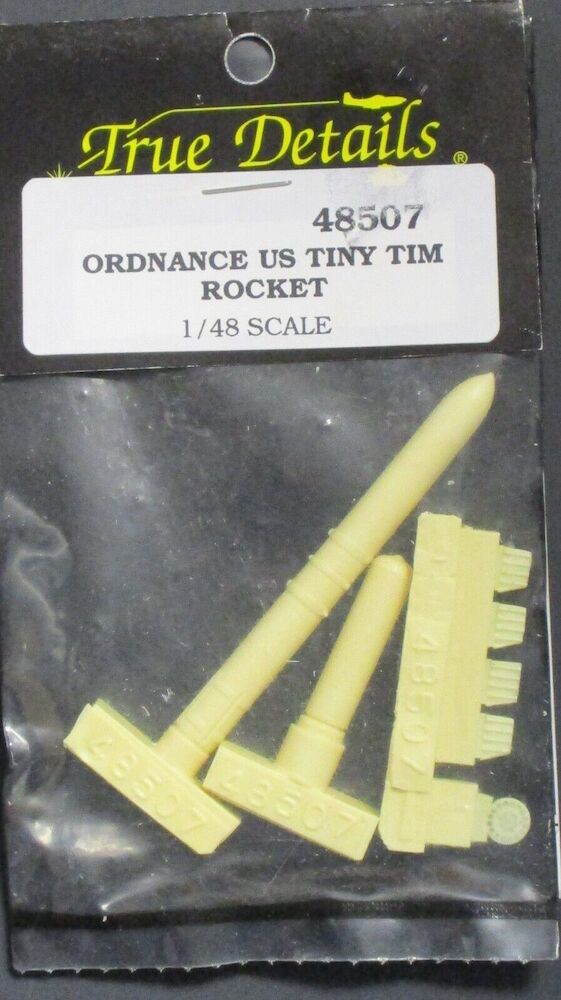 True Details ®
48507
ORDNANCE US TINY TIM
ROCKET
1/48 SCALE
48507
48507
48507